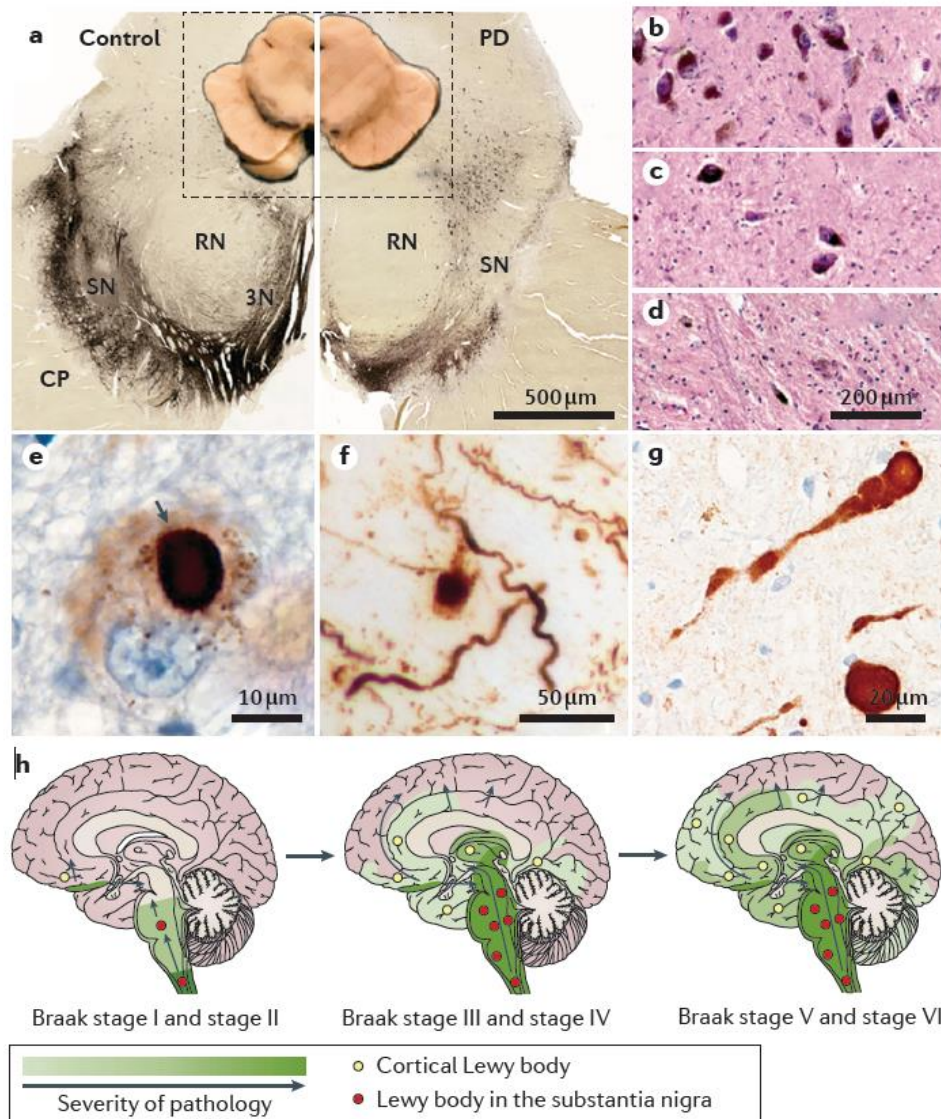 a
Control
PD
RN
RN
SN
SN
3N
CP
500 µm
b
c
d
200 µm
e
10 µm
f
50 µm
g
20 µm
h
Braak stage I and stage II
Braak stage III and stage IV
Braak stage V and stage VI
Severity of pathology
Cortical Lewy body
Lewy body in the substantia nigra